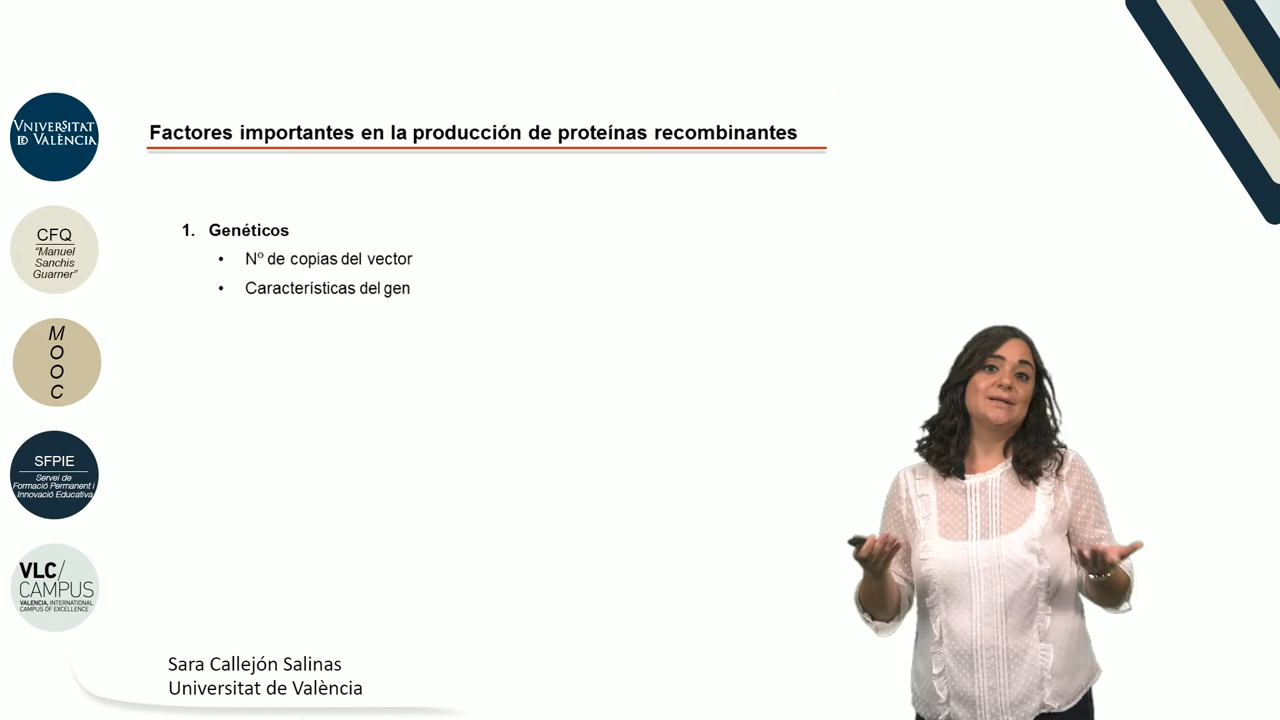 Factores importantes en la producción de proteínas recombinantes
VNIVERSITAT
ID VALÈNCIA
CFQ
“Manuel
Sanchis
Guarner”
M
O
O
C
SFPIE
Servei de
Formació Permanent i
Innovació Educativa
VLC/
CAMPUS
VALENCIA, INTERNATIONAL
CAMPUS OF EXCELLENCE
1. Genéticos
• Nº de copias del vector
• Características del gen
Sara Callejón Salinas
Universitat de València